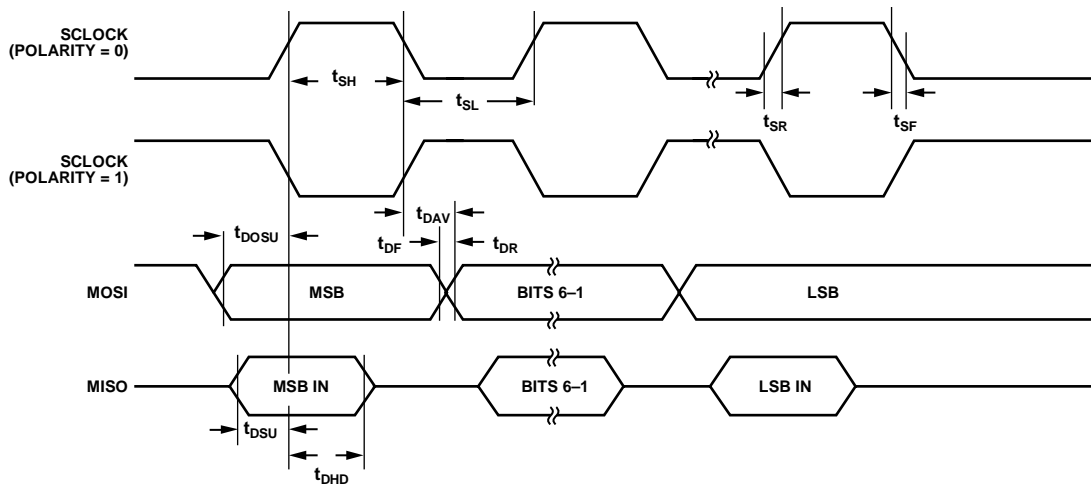 SCLOCK
(POLARITY = 0)
tSH
tSL
tSR
tSF
SCLOCK
(POLARITY = 1)
tDAV
tDOSU
tDF
tDR
MOSI
MSB
BITS 6–1
LSB
MISO
MSB IN
BITS 6–1
LSB IN
tDSU
tDHD